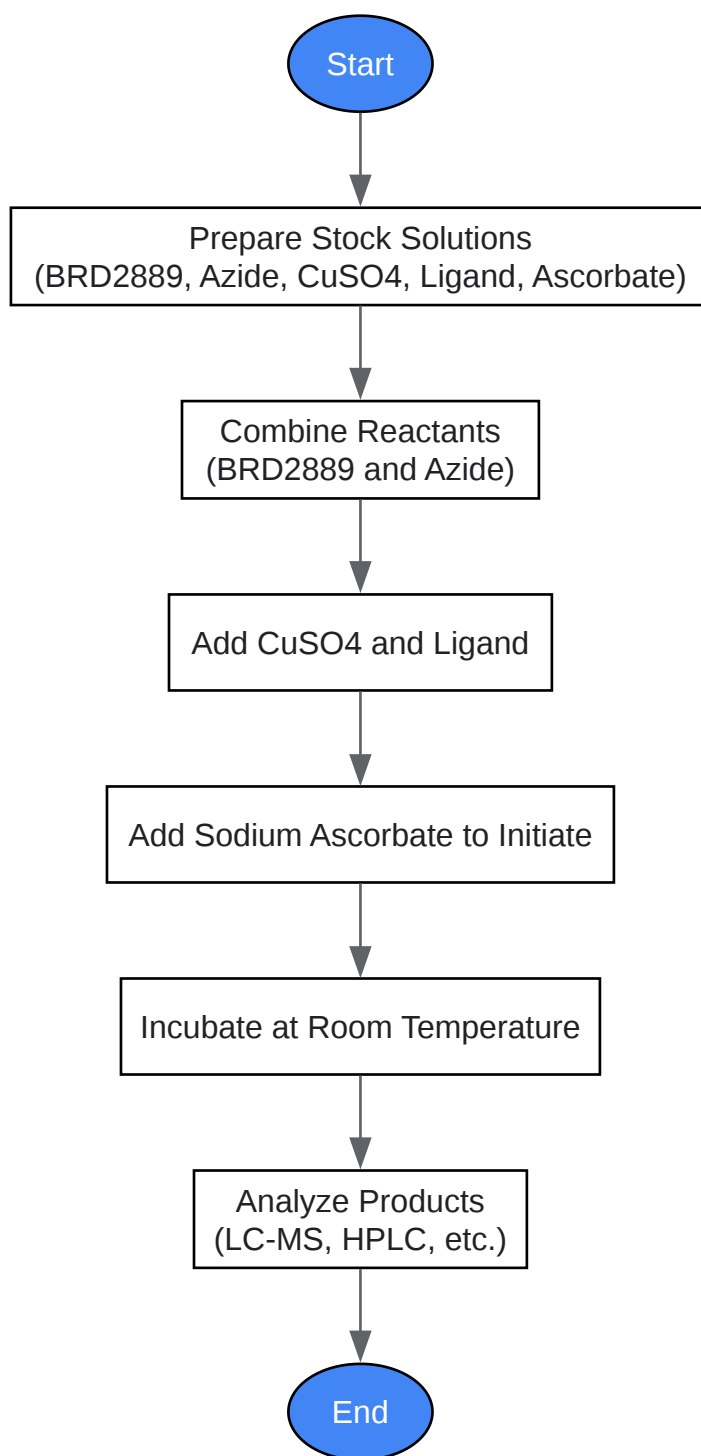 Start
Prepare Stock Solutions
(BRD2889, Azide, CuSO4, Ligand, Ascorbate)
Combine Reactants
(BRD2889 and Azide)
Add CuSO4 and Ligand
Add Sodium Ascorbate to Initiate
Incubate at Room Temperature
Analyze Products
(LC-MS, HPLC, etc.)
End